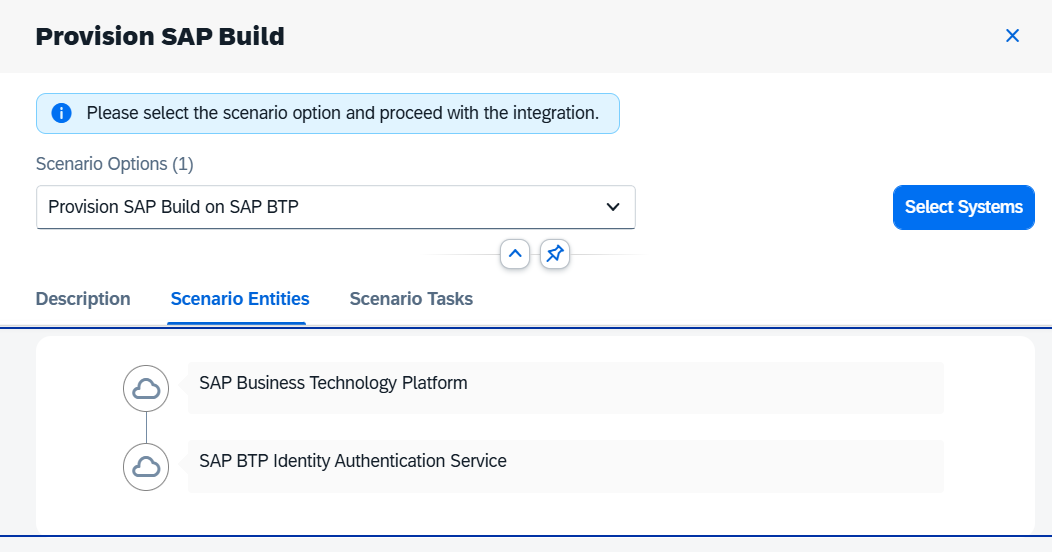 Provision SAP Build
Please select the scenario option and proceed with the integration.
Scenario Options (1)
Provision SAP Build on SAP BTP
Select Systems
Description
Scenario Entities
Scenario Tasks
SAP Business Technology Platform
SAP BTP Identity Authentication Service